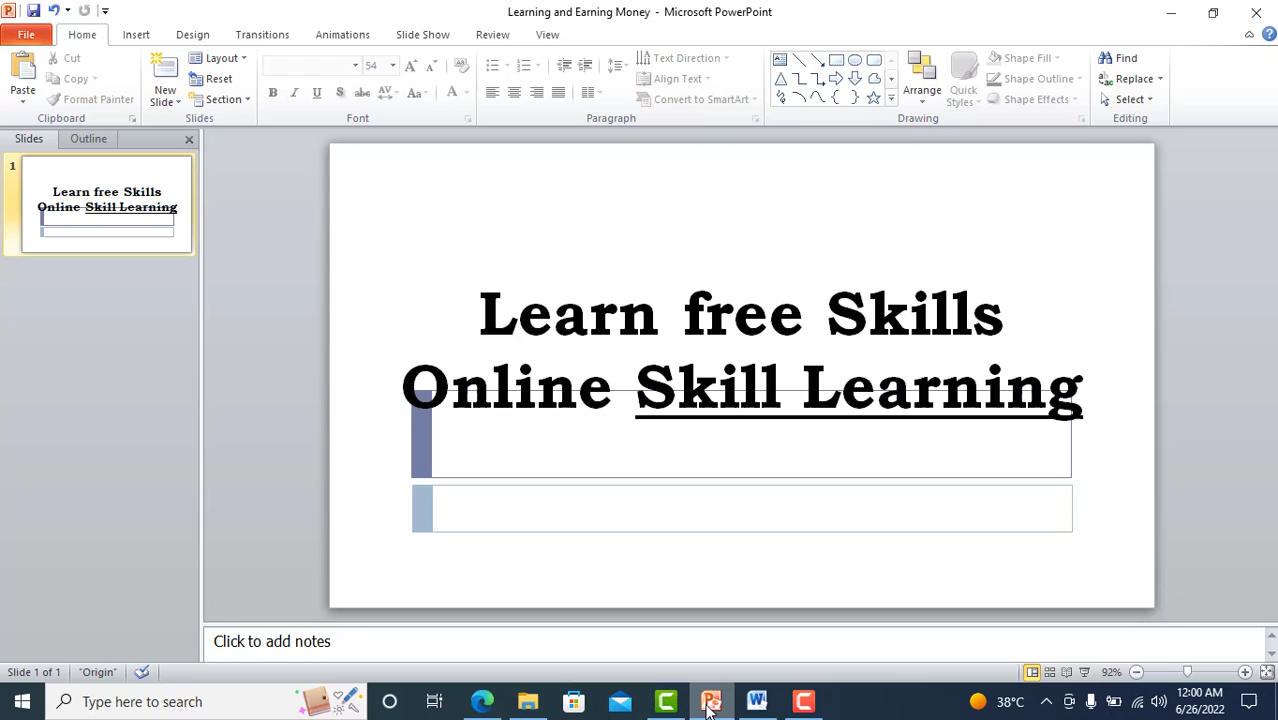 Learning and Earning Money - Microsoft PowerPoint
File Home Insert Design Transitions Animations Slide Show Review View
Paste
Cut
Copy
Format Painter
Clipboard
New Slide
Layout
Reset
Section
Slides
54
B I U S abc AV Aa A
Font
Text Direction
Align Text
Convert to SmartArt
Paragraph
Arrange
Quick Styles
Shape Fill
Shape Outline
Shape Effects
Drawing
Find
Replace
Select
Editing
Slides Outline
1
Learn free Skills
Online Skill Learning
Learn free Skills
Online Skill Learning
Click to add notes
Slide 1 of 1 "Origin" 92%
Type here to search
38°C
12:00 AM
6/26/2022